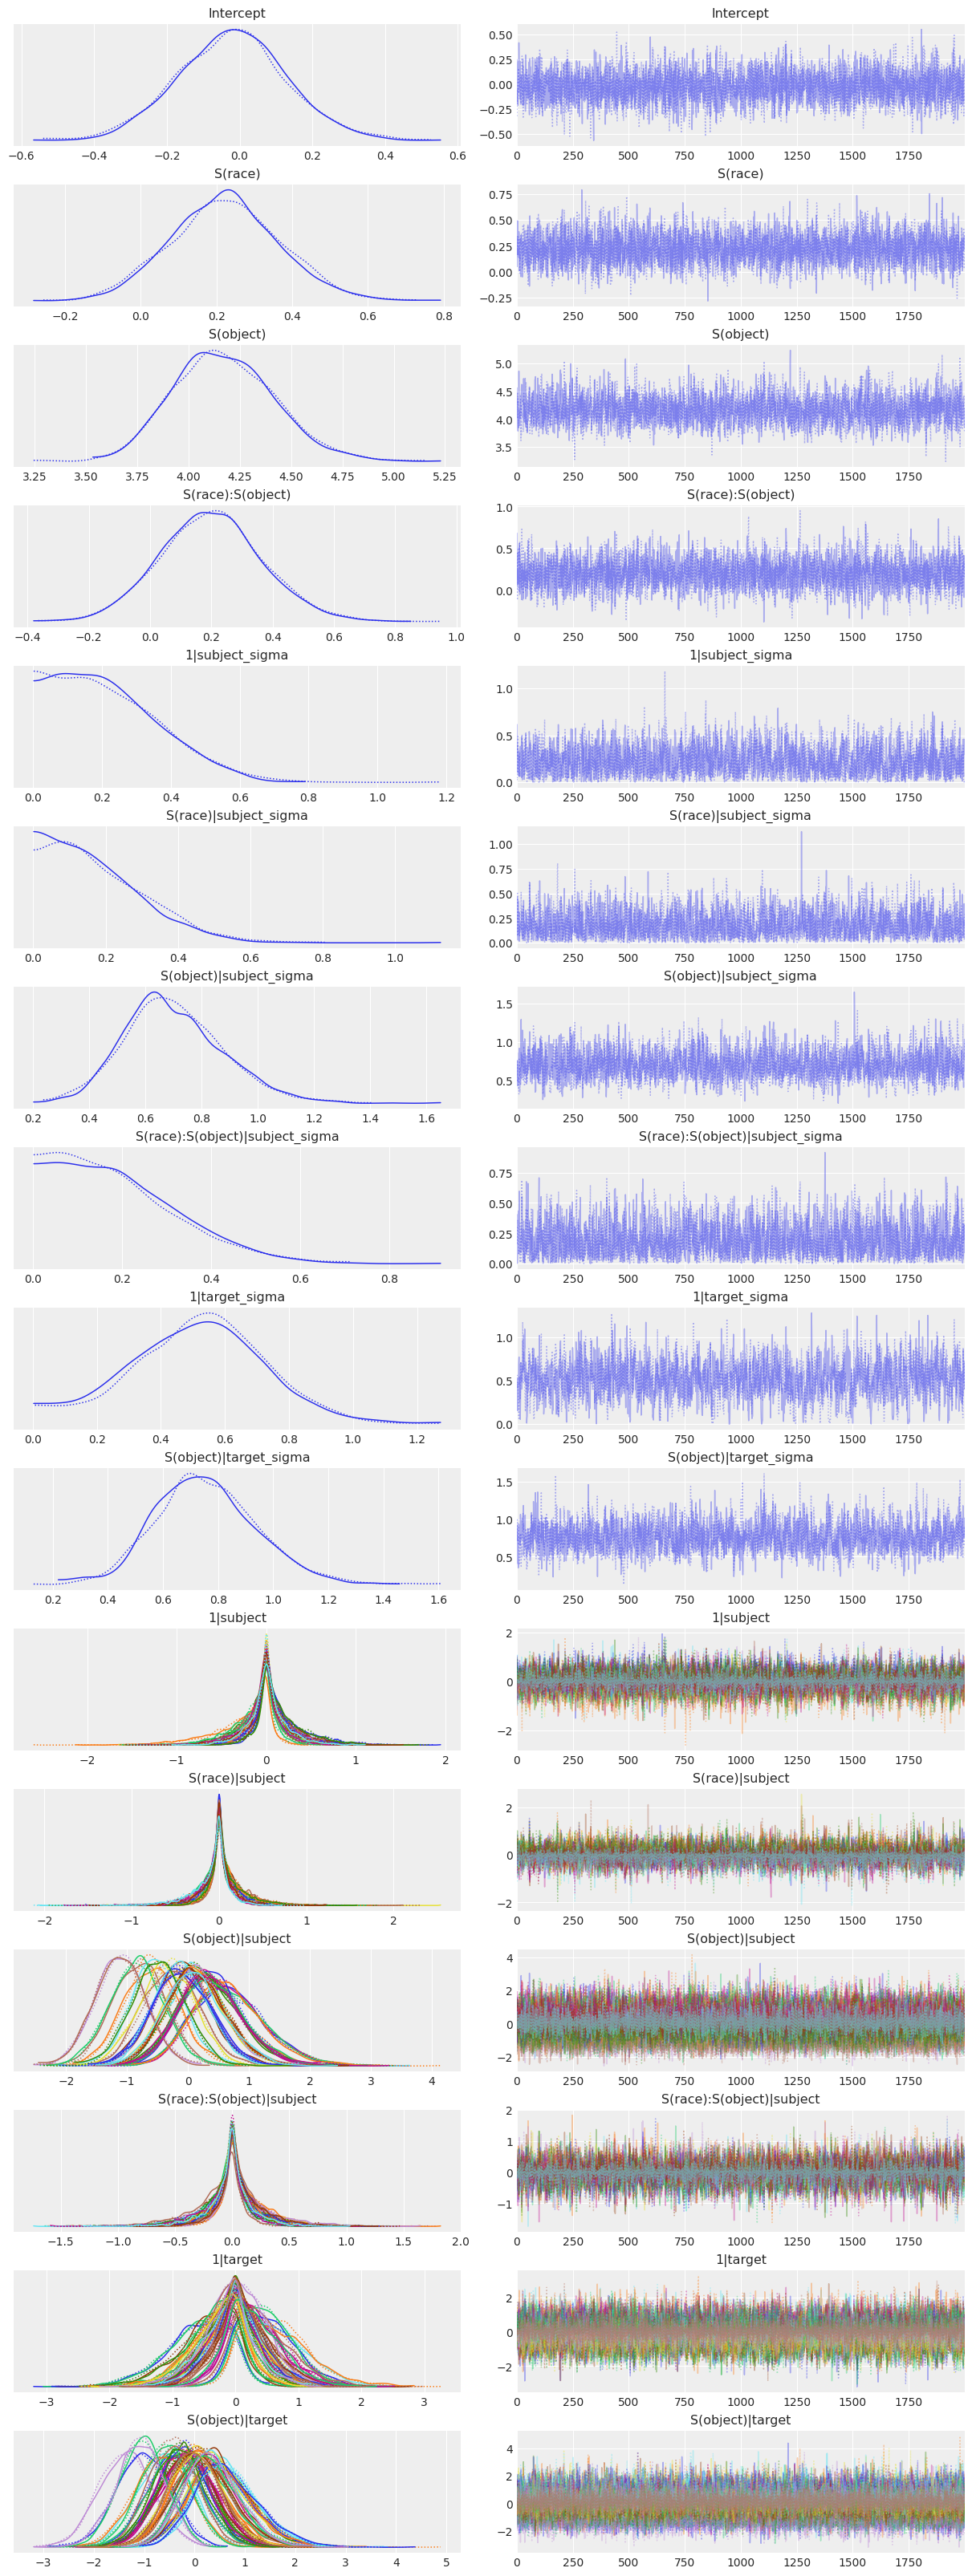 Intercept Intercept
0.50
0.25
0.00
−0.25
−0.50
−0.6 −0.4 −0.2 0.0 0.2 0.4 0.6 0 250 500 750 1000 1250 1500 1750
S(race) S(race)
0.75
0.50
0.25
0.00
−0.25
−0.2 0.0 0.2 0.4 0.6 0.8 0 250 500 750 1000 1250 1500 1750
S(object) S(object)
5.0
4.5
4.0
3.5
3.25 3.50 3.75 4.00 4.25 4.50 4.75 5.00 5.25 0 250 500 750 1000 1250 1500 1750
S(race):S(object) S(race):S(object)
1.0
0.5
0.0
−0.4 −0.2 0.0 0.2 0.4 0.6 0.8 1.0 0 250 500 750 1000 1250 1500 1750
1|subject_sigma 1|subject_sigma
1.0
0.5
0.0
0.0 0.2 0.4 0.6 0.8 1.0 1.2 0 250 500 750 1000 1250 1500 1750
S(race)|subject_sigma S(race)|subject_sigma
1.00
0.75
0.50
0.25
0.00
0.0 0.2 0.4 0.6 0.8 1.0 0 250 500 750 1000 1250 1500 1750
S(object)|subject_sigma S(object)|subject_sigma
1.5
1.0
0.5
0.2 0.4 0.6 0.8 1.0 1.2 1.4 1.6 0 250 500 750 1000 1250 1500 1750
S(race):S(object)|subject_sigma S(race):S(object)|subject_sigma
0.75
0.50
0.25
0.00
0.0 0.2 0.4 0.6 0.8 0 250 500 750 1000 1250 1500 1750
1|target_sigma 1|target_sigma
1.0
0.5
0.0
0.0 0.2 0.4 0.6 0.8 1.0 1.2 0 250 500 750 1000 1250 1500 1750
S(object)|target_sigma S(object)|target_sigma
1.5
1.0
0.5
0.2 0.4 0.6 0.8 1.0 1.2 1.4 1.6 0 250 500 750 1000 1250 1500 1750
1|subject 1|subject
2
0
−2
−2 −1 0 1 2 0 250 500 750 1000 1250 1500 1750
S(race)|subject S(race)|subject
2
0
−2
−2 −1 0 1 2 0 250 500 750 1000 1250 1500 1750
S(object)|subject S(object)|subject
4
2
0
−2
−2 −1 0 1 2 3 4 0 250 500 750 1000 1250 1500 1750
S(race):S(object)|subject S(race):S(object)|subject
2
1
0
−1
−1.5 −1.0 −0.5 0.0 0.5 1.0 1.5 2.0 0 250 500 750 1000 1250 1500 1750
1|target 1|target
2
0
−2
−3 −2 −1 0 1 2 3 0 250 500 750 1000 1250 1500 1750
S(object)|target S(object)|target
4
2
0
−2
−3 −2 −1 0 1 2 3 4 5 0 250 500 750 1000 1250 1500 1750